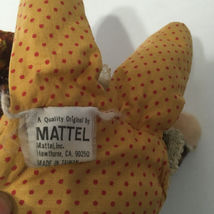 A Quality Original by
MATTEL
Mattel, Inc.
Hawthorne, CA. 90250
MADE IN TAIWAN